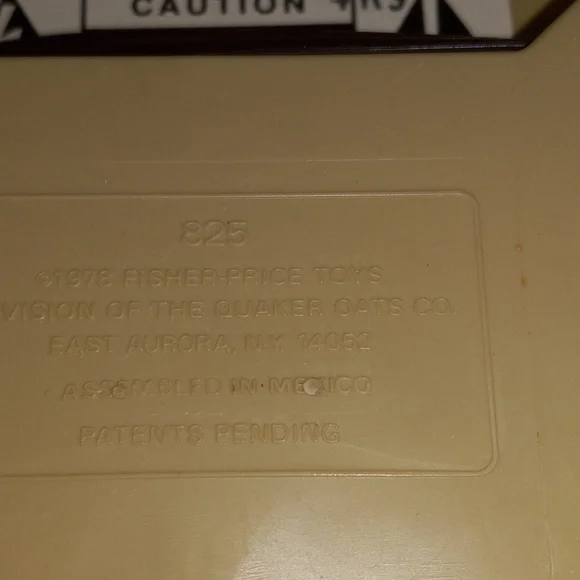 CAUTION
825
©1978 FISHER-PRICE TOYS
VISION OF THE QUAKER OATS CO.
EAST AURORA, N.Y. 14052
ASSEMBLED IN MEXICO
PATENTS PENDING